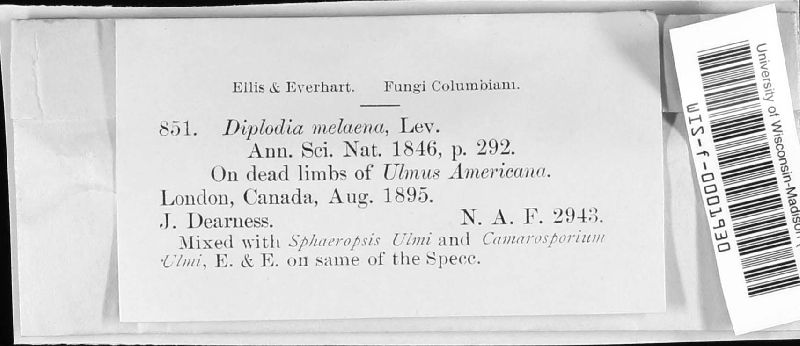 Ellis & Everhart. Fungi Columbiani.
851. Diplodia melaena, Lev.
Ann. Sci. Nat. 1846, p. 292.
On dead limbs of Ulmus Americana.
London, Canada, Aug. 1895.
J. Dearness. N. A. F. 2943.
Mixed with Sphaeropsis Ulmi and Camarosporium
Ulmi, E. & E. on same of the Specc.
University of Wisconsin-Madison
WIS-f-0001960